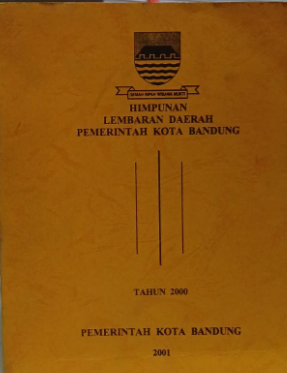 HIMPUNAN
LEMBARAN DAERAH
PEMERINTAH KOTA BANDUNG
TAHUN 2000
PEMERINTAH KOTA BANDUNG
2001